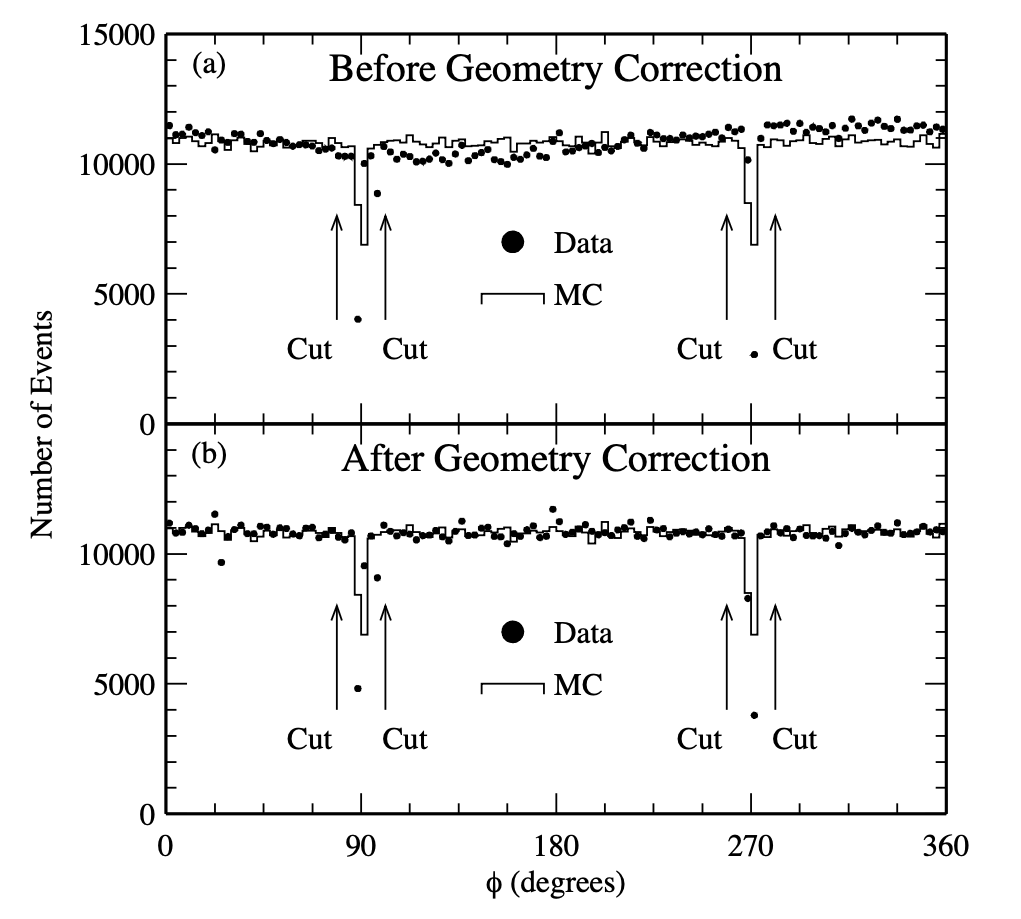 15000
(a)
Before Geometry Correction
10000
Data
5000
MC
Cut Cut Cut Cut
0
Number of Events
(b)
After Geometry Correction
10000
Data
5000
MC
Cut Cut Cut Cut
0
0 90 180 270 360
ϕ (degrees)